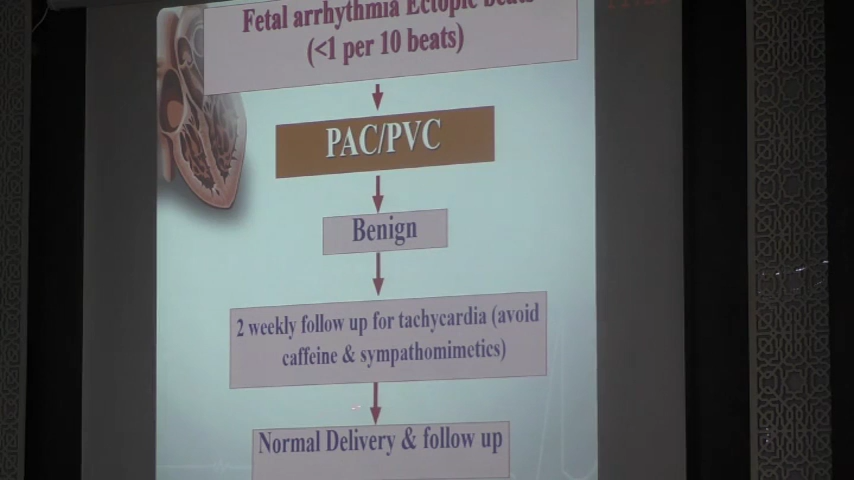 Fetal arrhythmia Ectopic beats
(<1 per 10 beats)
PAC/PVC
Benign
2 weekly follow up for tachycardia (avoid
caffeine & sympathomimetics)
Normal Delivery & follow up